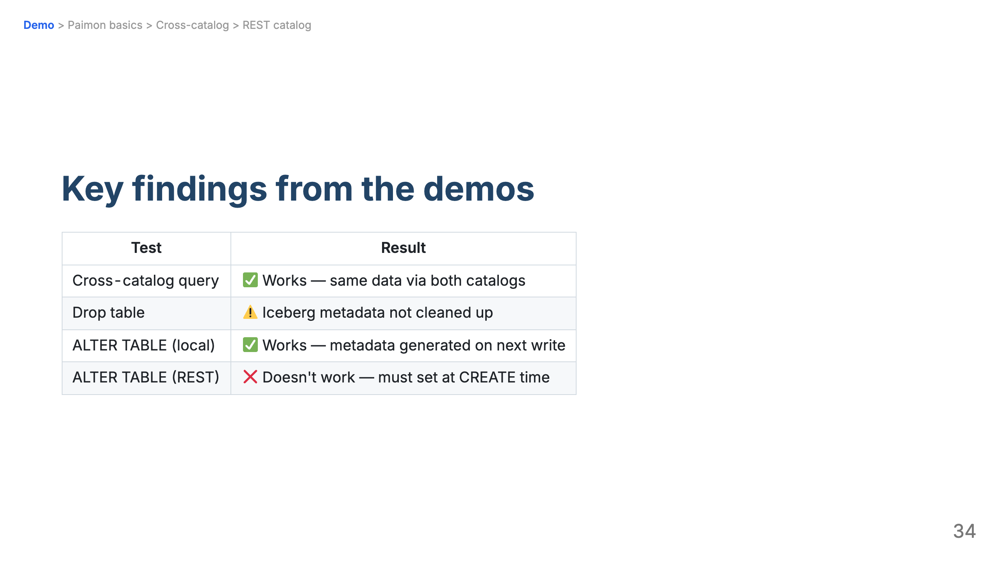 Demo > Paimon basics > Cross-catalog > REST catalog
Key findings from the demos
Test Result
Cross-catalog query ✅ Works — same data via both catalogs
Drop table ⚠️ Iceberg metadata not cleaned up
ALTER TABLE (local) ✅ Works — metadata generated on next write
ALTER TABLE (REST) ❌ Doesn't work — must set at CREATE time
34